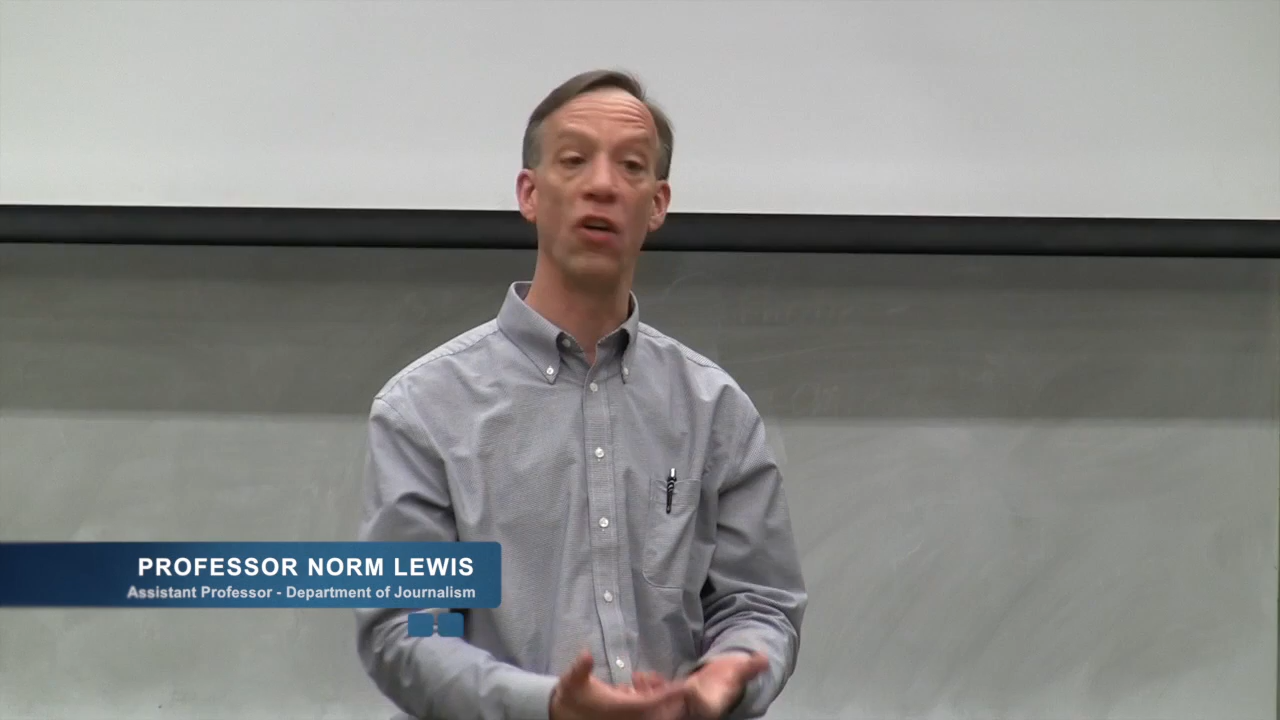 PROFESSOR NORM LEWIS
Assistant Professor - Department of Journalism